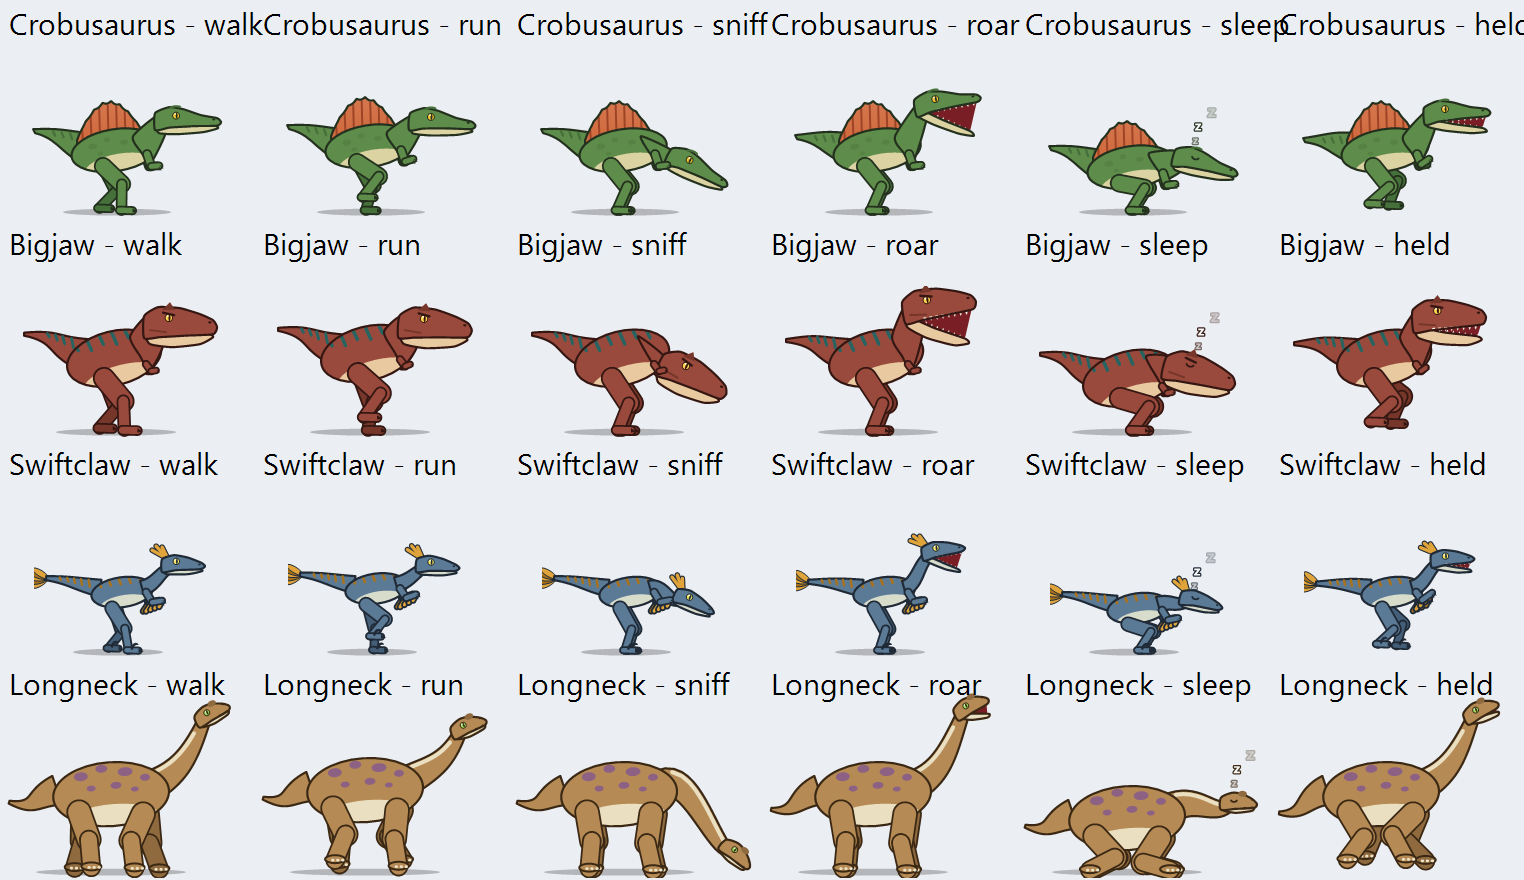 Crobusaurus - walk
Crobusaurus - run
Crobusaurus - sniff
Crobusaurus - roar
Crobusaurus - sleep
Crobusaurus - held
z
z
z
Bigjaw - walk
Bigjaw - run
Bigjaw - sniff
Bigjaw - roar
Bigjaw - sleep
Bigjaw - held
z
z
z
Swiftclaw - walk
Swiftclaw - run
Swiftclaw - sniff
Swiftclaw - roar
Swiftclaw - sleep
Swiftclaw - held
z
z
z
Longneck - walk
Longneck - run
Longneck - sniff
Longneck - roar
Longneck - sleep
Longneck - held
z
z
z